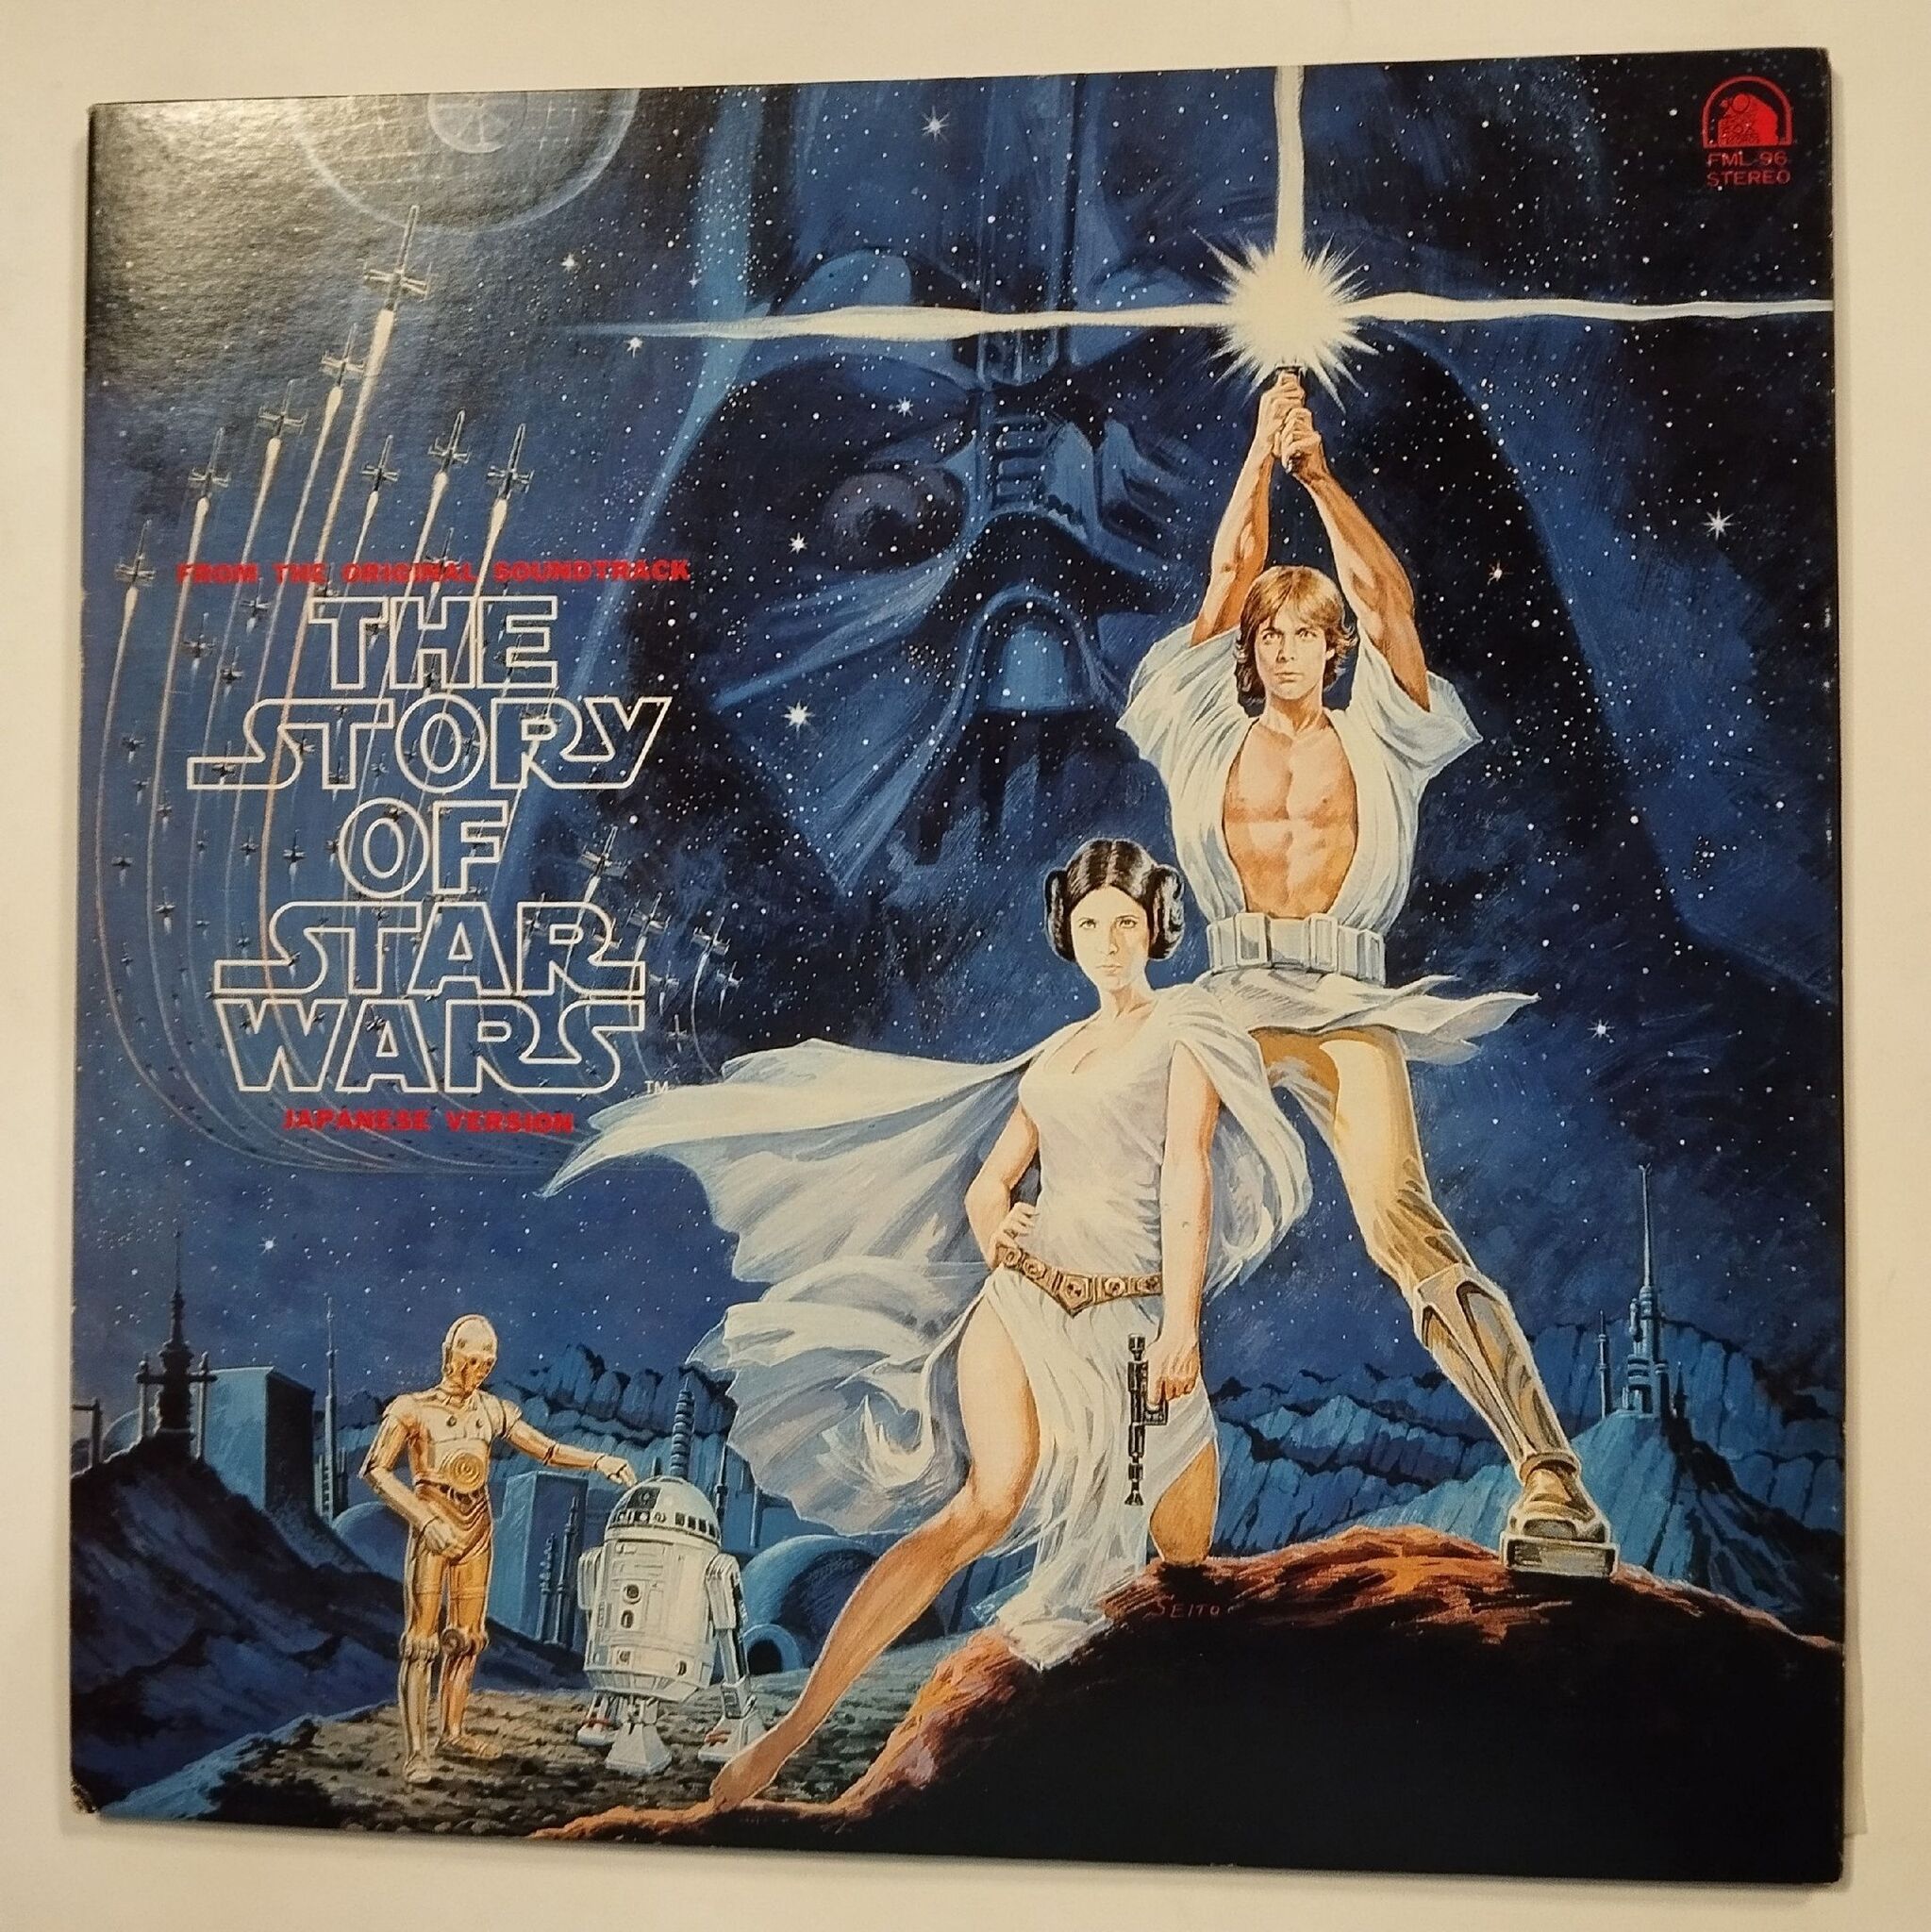 FML-96
STEREO
FROM THE ORIGINAL SOUNDTRACK
THE
STORY
OF
STAR
WARS
TM
JAPANESE VERSION
SEITO